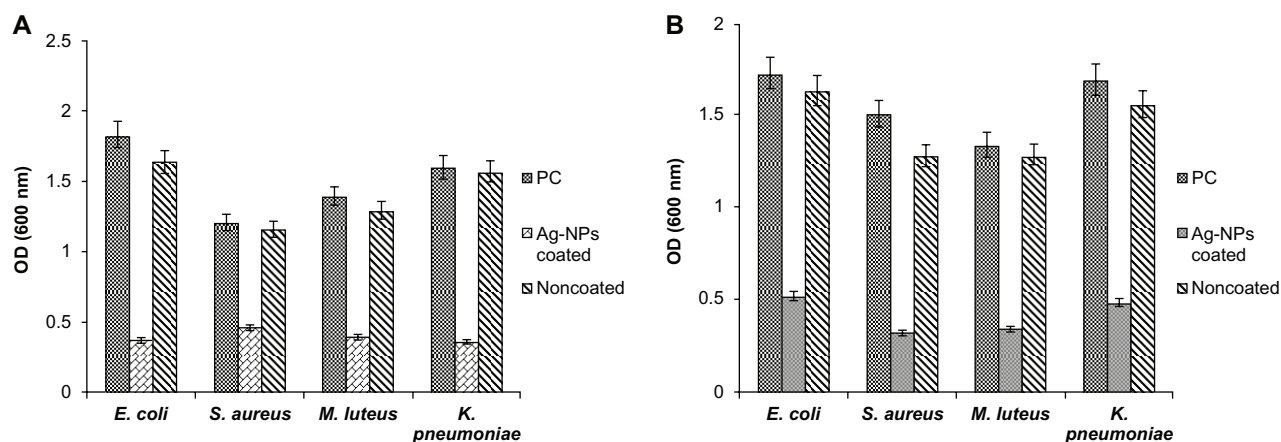 A
2.5
2
1.5
1
0.5
0
OD (600 nm)
E. coli
S. aureus
M. luteus
K.
pneumoniae
PC
Ag-NPs
coated
Noncoated
B
2
1.5
1
0.5
0
OD (600 nm)
E. coli
S. aureus
M. luteus
K.
pneumoniae
PC
Ag-NPs
coated
Noncoated